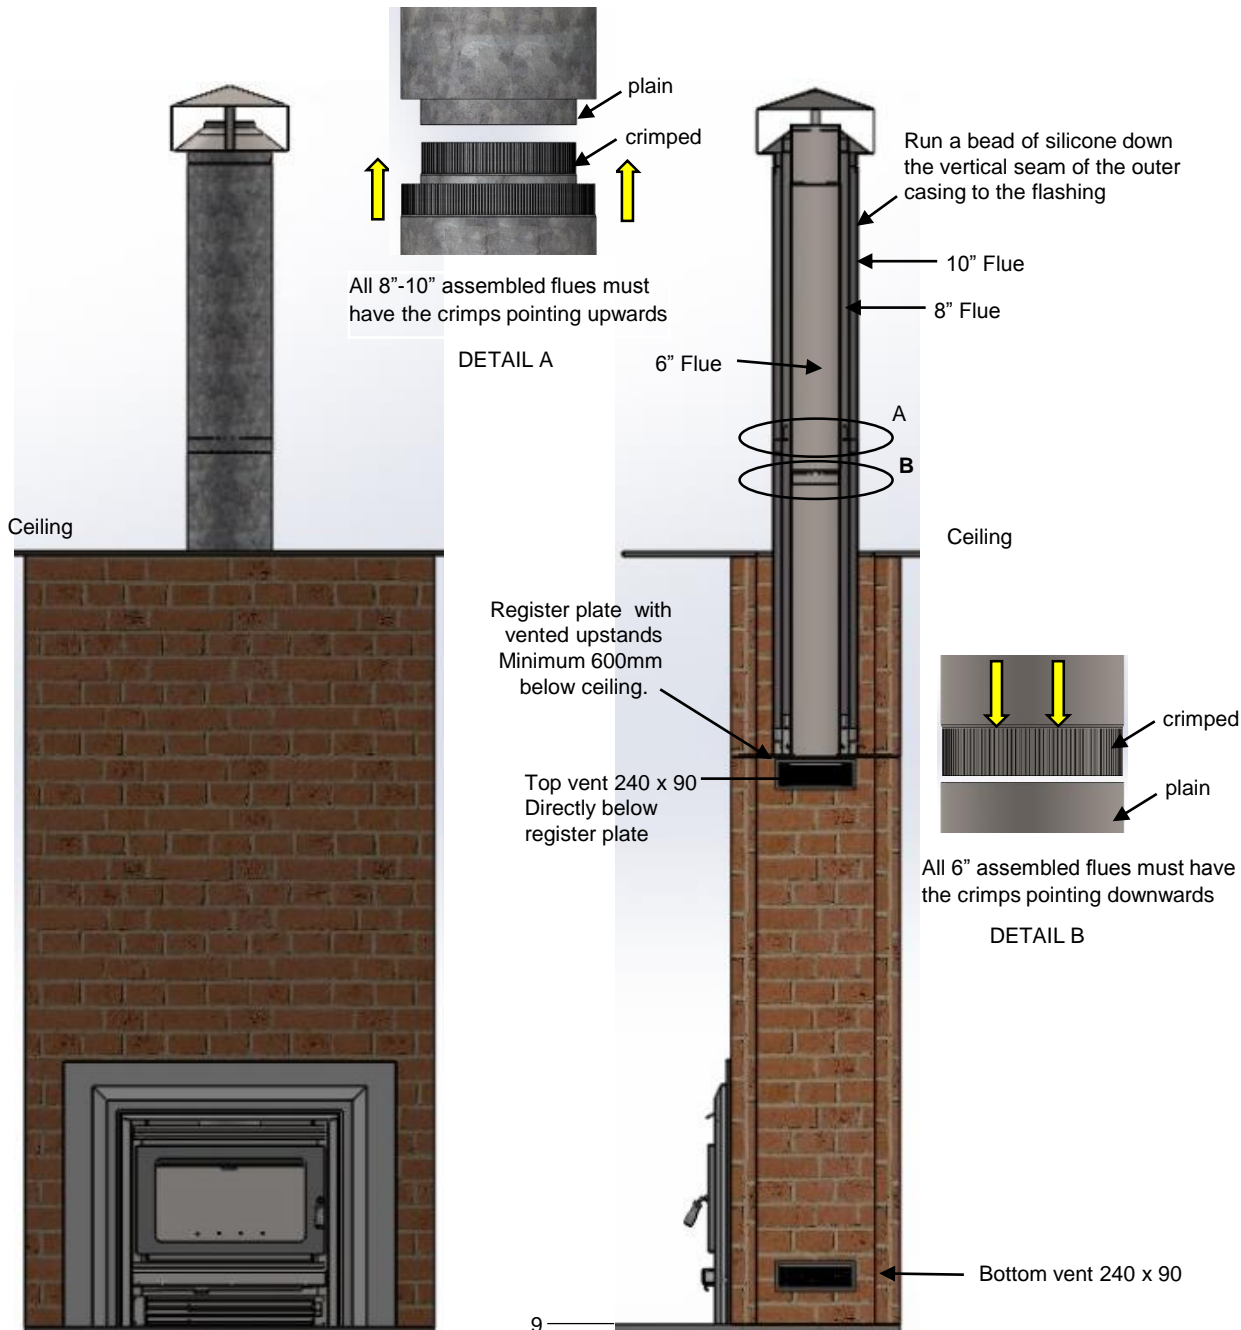 plain
crimped
All 8”-10” assembled flues must
have the crimps pointing upwards
DETAIL A
Run a bead of silicone down
the vertical seam of the outer
casing to the flashing
10” Flue
8” Flue
6” Flue
A
B
Ceiling
Ceiling
Register plate with
vented upstands
Minimum 600mm
below ceiling.
Top vent 240 x 90
Directly below
register plate
crimped
plain
All 6” assembled flues must have
the crimps pointing downwards
DETAIL B
Bottom vent 240 x 90
9